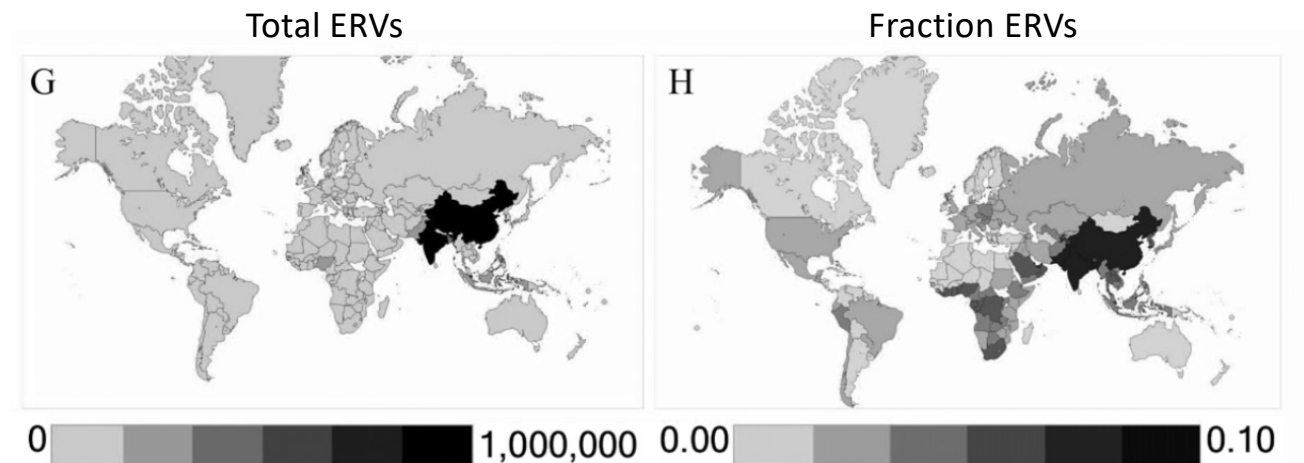 Total ERVs
Fraction ERVs
G
H
0
1,000,000
0.00
0.10